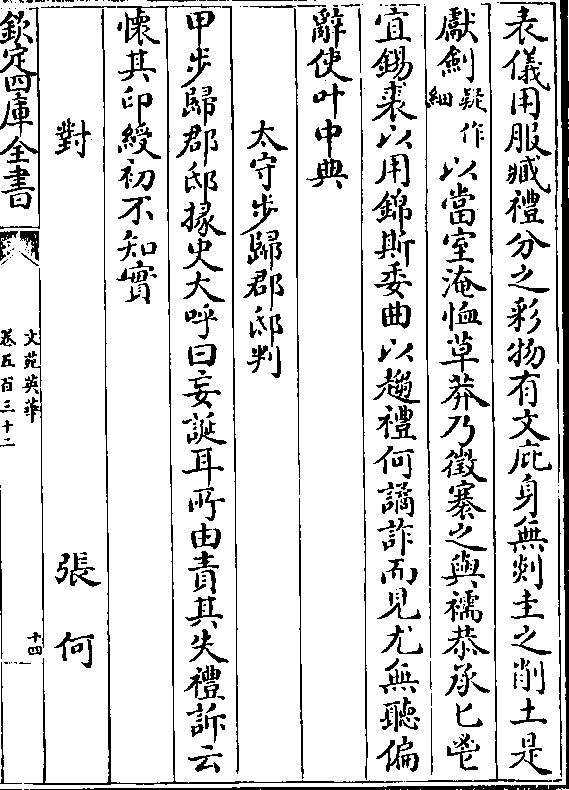 表儀用服臧禮分之彩物有文庇身無剡圭之削土是
獻劍疑作細以當室淹恤草莽乃徵褰之與襦恭承匕鬯
宜錫裘以用錦斯委曲以趨禮何譎詐而見尤無聽偏
辭使叶中典
太守步歸郡邸判
甲步歸郡邸掾史大呼曰妄誕耳所由責其失禮訴云
懷其印綬初不知實
對 張何
欽定四庫全書
文苑英華
卷五百三十二
十四